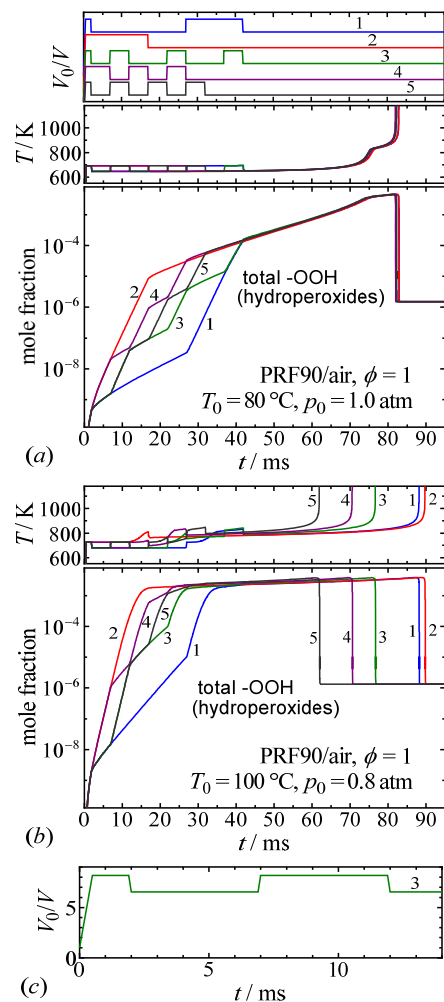 V₀/V
1
2
3
4
5
T / K
1000
800
600
mole fraction
10⁻⁴
10⁻⁶
10⁻⁸
2
4
5
3
1
total -OOH
(hydroperoxides)
PRF90/air, ϕ = 1
T₀ = 80 °C, p₀ = 1.0 atm
0 10 20 30 40 50 60 70 80 90
(a)
t / ms
T / K
1000
800
600
5 4 3 1 2
mole fraction
10⁻⁴
10⁻⁶
10⁻⁸
2
4
5
3
1
5 4 3 1 2
total -OOH
(hydroperoxides)
PRF90/air, ϕ = 1
T₀ = 100 °C, p₀ = 0.8 atm
0 10 20 30 40 50 60 70 80 90
(b)
t / ms
V₀/V
5
0
3
0 5 10
(c)
t / ms